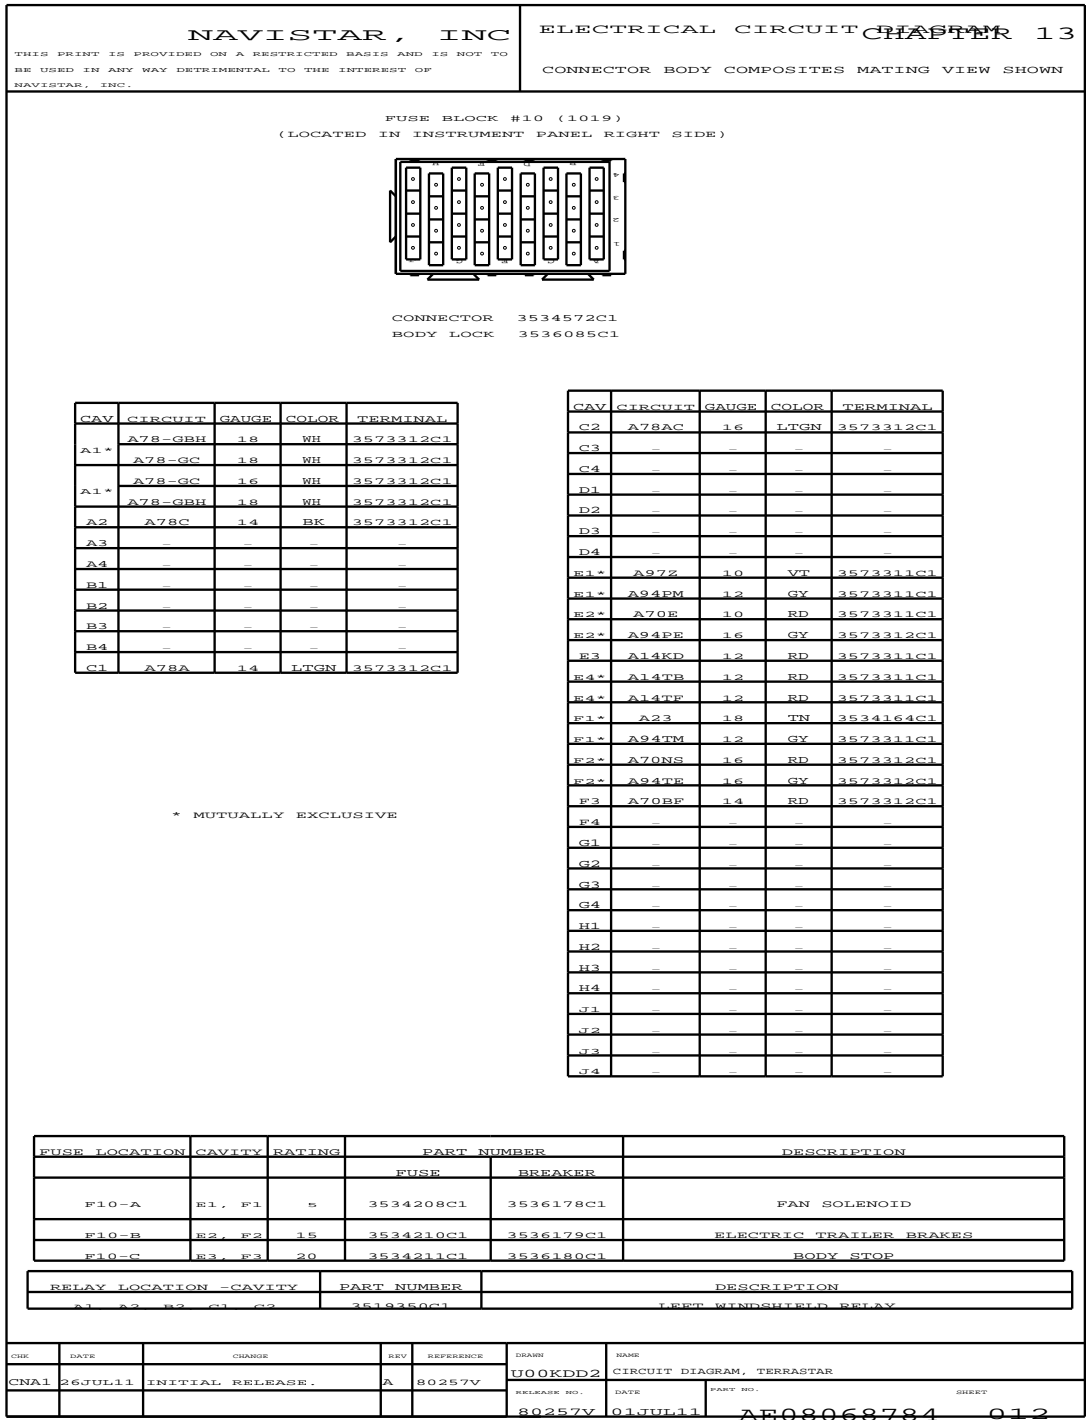 NAVISTAR, INC
THIS PRINT IS PROVIDED ON A RESTRICTED BASIS AND IS NOT TO
BE USED IN ANY WAY DETRIMENTAL TO THE INTEREST OF
NAVISTAR, INC.
ELECTRICAL CIRCUIT DIAGRAM
CHAPTER 13
CONNECTOR BODY COMPOSITES MATING VIEW SHOWN
FUSE BLOCK #10 (1019)
(LOCATED IN INSTRUMENT PANEL RIGHT SIDE)
CONNECTOR 3534572C1
BODY LOCK 3536085C1
CAV CIRCUIT GAUGE COLOR TERMINAL
A1* A78-GBH 18 WH 3573312C1
A78-GC 18 WH 3573312C1
A1* A78-GC 16 WH 3573312C1
A78-GBH 18 WH 3573312C1
A2 A78C 14 BK 3573312C1
A3 – – – –
A4 – – – –
B1 – – – –
B2 – – – –
B3 – – – –
B4 – – – –
C1 A78A 14 LTGN 3573312C1
* MUTUALLY EXCLUSIVE
CAV CIRCUIT GAUGE COLOR TERMINAL
C2 A78AC 16 LTGN 3573312C1
C3 – – – –
C4 – – – –
D1 – – – –
D2 – – – –
D3 – – – –
D4 – – – –
E1* A97Z 10 VT 3573311C1
E1* A94PM 12 GY 3573311C1
E2* A70E 10 RD 3573311C1
E2* A94PE 16 GY 3573312C1
E3 A14KD 12 RD 3573311C1
E4* A14TB 12 RD 3573311C1
E4* A14TF 12 RD 3573311C1
F1* A23 18 TN 3534164C1
F1* A94TM 12 GY 3573311C1
F2* A70NS 16 RD 3573312C1
F2* A94TE 16 GY 3573312C1
F3 A70BF 14 RD 3573312C1
F4 – – – –
G1 – – – –
G2 – – – –
G3 – – – –
G4 – – – –
H1 – – – –
H2 – – – –
H3 – – – –
H4 – – – –
J1 – – – –
J2 – – – –
J3 – – – –
J4 – – – –
FUSE LOCATION CAVITY RATING PART NUMBER DESCRIPTION
FUSE BREAKER
F10-A E1, F1 5 3534208C1 3536178C1 FAN SOLENOID
F10-B E2, F2 15 3534210C1 3536179C1 ELECTRIC TRAILER BRAKES
F10-C E3, F3 20 3534211C1 3536180C1 BODY STOP
RELAY LOCATION -CAVITY PART NUMBER DESCRIPTION
A1, A2, B2, C1, C2 3519350C1 LEFT WINDSHIELD RELAY
CHK DATE CHANGE REV REFERENCE DRAWN NAME
CNA1 26JUL11 INITIAL RELEASE. A 80257V U00KDD2 CIRCUIT DIAGRAM, TERRASTAR
RELEASE NO. DATE PART NO. SHEET
80257V 01JUL11 AE08068784 012